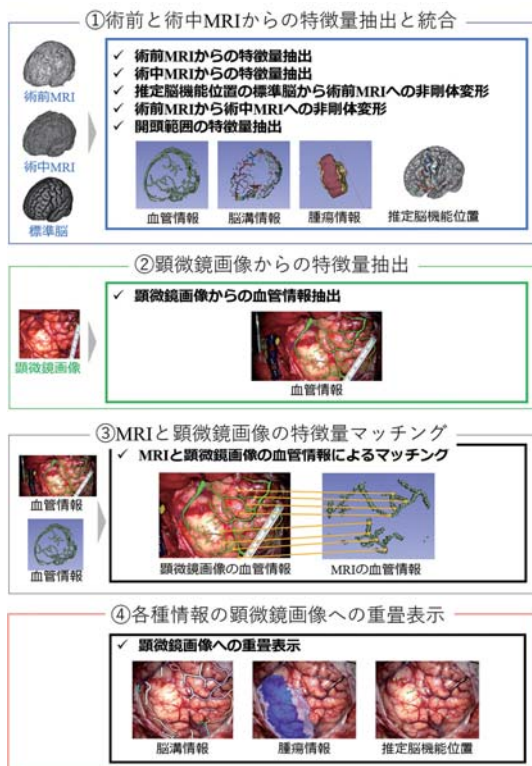 ①術前と術中MRIからの特徴量抽出と統合
術前MRI
術中MRI
標準脳
✓ 術前MRIからの特徴量抽出
✓ 術中MRIからの特徴量抽出
✓ 推定脳機能位置の標準脳から術前MRIへの非剛体変形
✓ 術前MRIから術中MRIへの非剛体変形
✓ 開頭範囲の特徴量抽出
血管情報 脳溝情報 腫瘍情報 推定脳機能位置
②顕微鏡画像からの特徴量抽出
顕微鏡画像
✓ 顕微鏡画像からの血管情報抽出
血管情報
③MRIと顕微鏡画像の特徴量マッチング
血管情報
血管情報
✓ MRIと顕微鏡画像の血管情報によるマッチング
顕微鏡画像の血管情報 MRIの血管情報
④各種情報の顕微鏡画像への重畳表示
✓ 顕微鏡画像への重畳表示
脳溝情報 腫瘍情報 推定脳機能位置